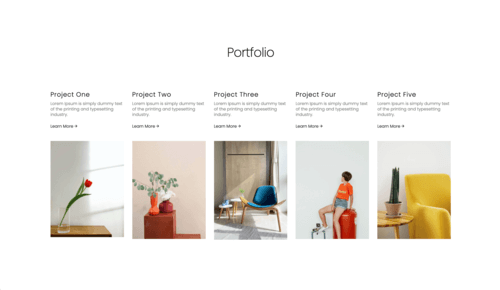 Portfolio
Project One
Lorem Ipsum is simply dummy text
of the printing and typesetting
industry.
Learn More →
Project Two
Lorem Ipsum is simply dummy text
of the printing and typesetting
industry.
Learn More →
Project Three
Lorem Ipsum is simply dummy text
of the printing and typesetting
industry.
Learn More →
Project Four
Lorem Ipsum is simply dummy text
of the printing and typesetting
industry.
Learn More →
Project Five
Lorem Ipsum is simply dummy text
of the printing and typesetting
industry.
Learn More →